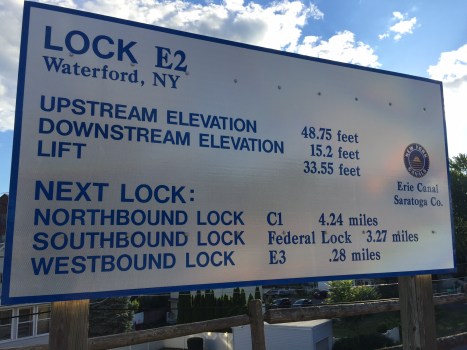 LOCK E2
Waterford, NY
UPSTREAM ELEVATION 48.75 feet
DOWNSTREAM ELEVATION 15.2 feet
LIFT 33.55 feet
Erie Canal
Saratoga Co.
NEXT LOCK:
NORTHBOUND LOCK C1 4.24 miles
SOUTHBOUND LOCK Federal Lock 3.27 miles
WESTBOUND LOCK E3 .28 miles